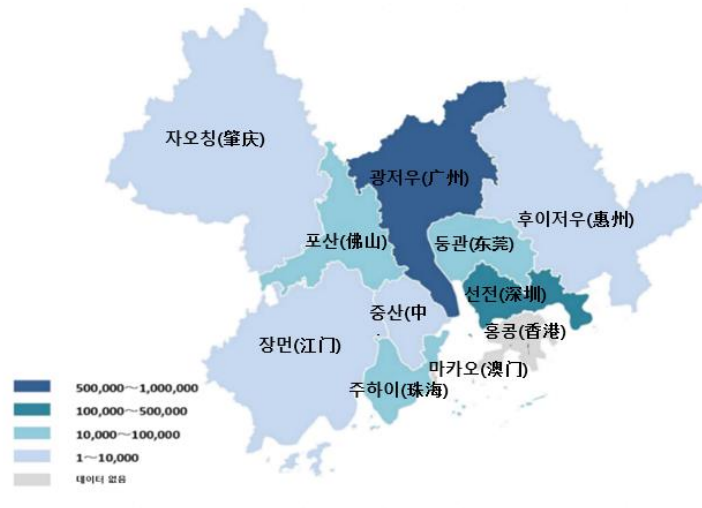 자오칭(肇庆)
광저우(广州)
후이저우(惠州)
포산(佛山)
둥관(东莞)
선전(深圳)
중산(中
홍콩(香港)
장먼(江门)
마카오(澳门)
주하이(珠海)
500,000～1,000,000
100,000～500,000
10,000～100,000
1～10,000
데이터 없음